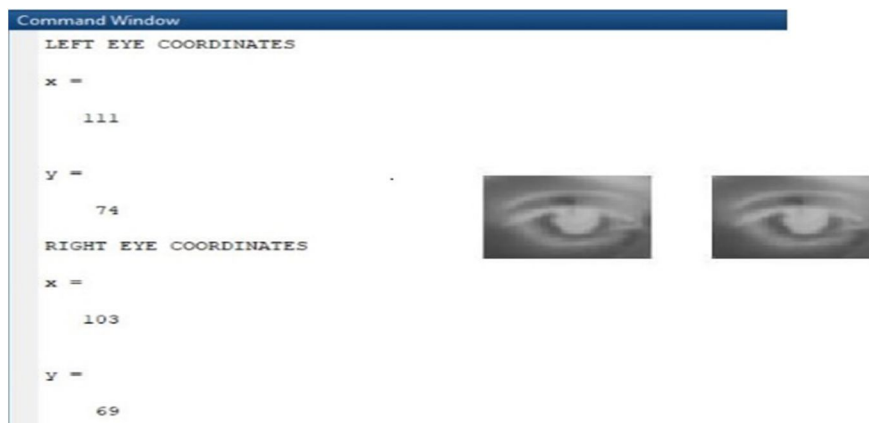 Command Window
LEFT EYE COORDINATES
x =
111
y =
74
RIGHT EYE COORDINATES
x =
103
y =
69